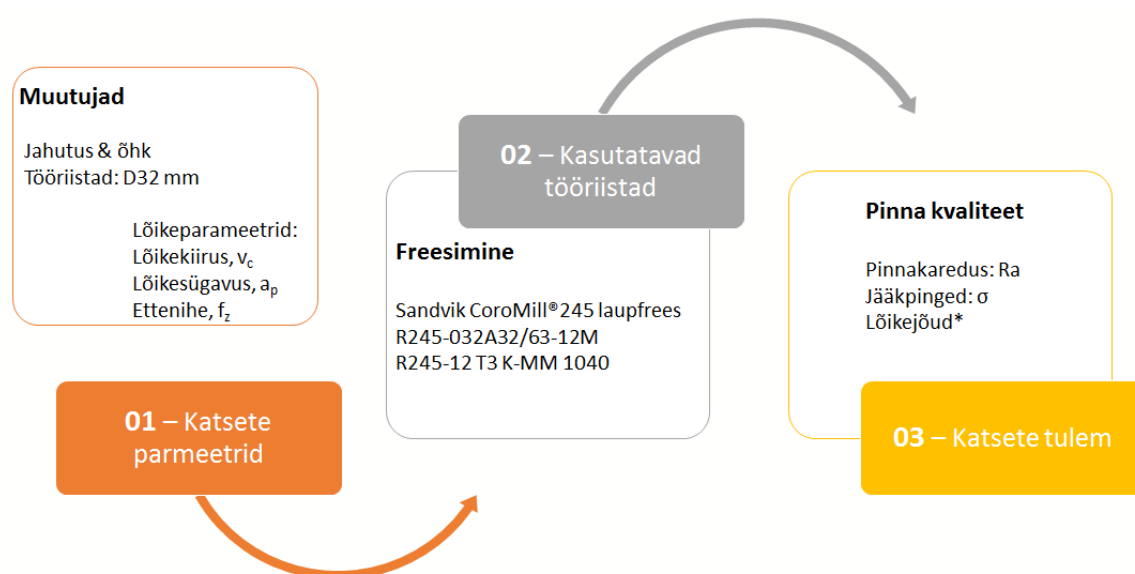 Muutujad
Jahutus & õhk
Tööriistad: D32 mm
Lõikeparameetrid:
Lõikekiirus, vc
Lõikesügavus, ap
Ettenihe, fz
01 – Katsete
parmeetrid
02 – Kasutatavad
tööriistad
Freesimine
Sandvik CoroMill®245 laupfrees
R245-032A32/63-12M
R245-12 T3 K-MM 1040
Pinna kvaliteet
Pinnakaredus: Ra
Jääkpinged: σ
Lõikejõud*
03 – Katsete tulem